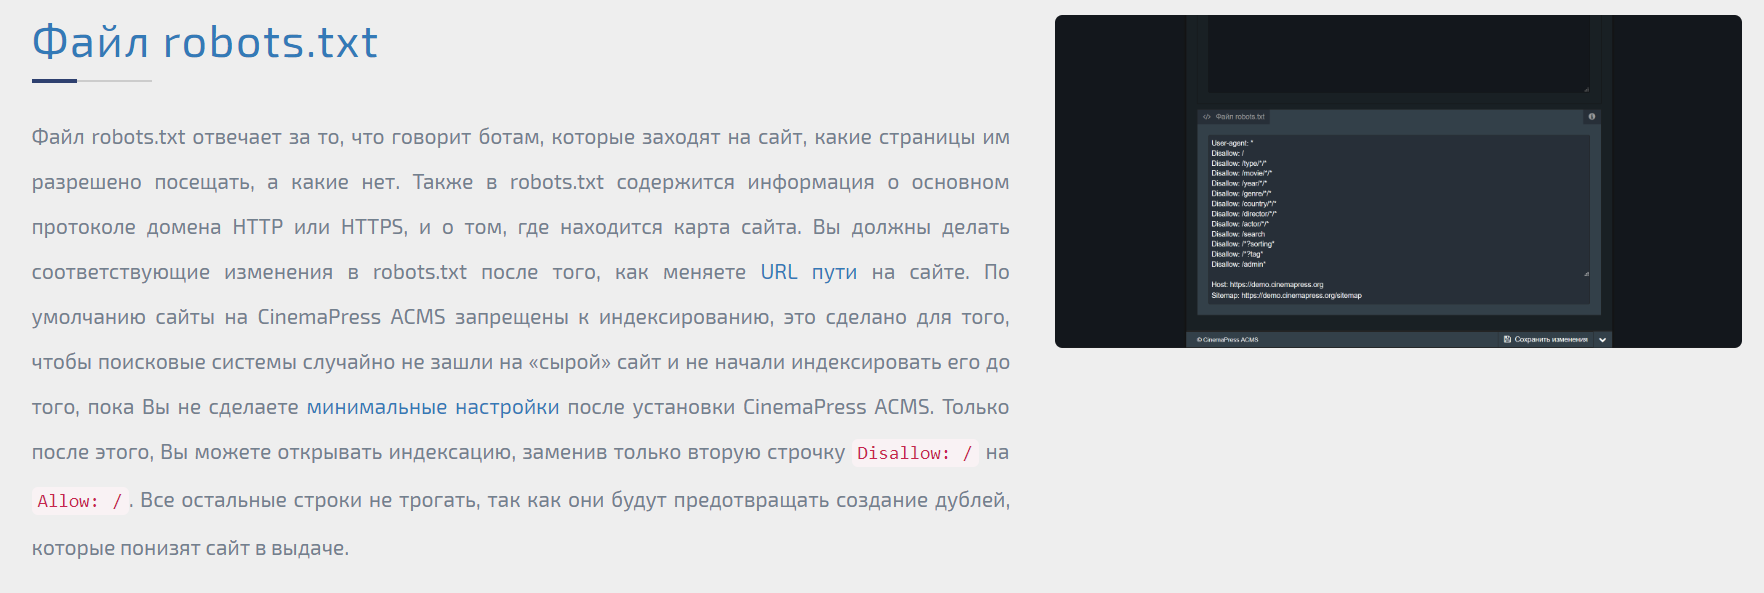 Файл robots.txt
Файл robots.txt отвечает за то, что говорит ботам, которые заходят на сайт, какие страницы им
разрешено посещать, а какие нет. Также в robots.txt содержится информация о основном
протоколе домена HTTP или HTTPS, и о том, где находится карта сайта. Вы должны делать
соответствующие изменения в robots.txt после того, как меняете URL пути на сайте. По
умолчанию сайты на CinemaPress ACMS запрещены к индексированию, это сделано для того,
чтобы поисковые системы случайно не зашли на «сырой» сайт и не начали индексировать его до
того, пока Вы не сделаете минимальные настройки после установки CinemaPress ACMS. Только
после этого, Вы можете открывать индексацию, заменив только вторую строчку Disallow: / на
Allow: / . Все остальные строки не трогать, так как они будут предотвращать создание дублей,
которые понизят сайт в выдаче.
</> Файл robots.txt
User-agent: *
Disallow: /
Disallow: /type/*/*
Disallow: /movie/*/*
Disallow: /year/*/*
Disallow: /genre/*/*
Disallow: /country/*/*
Disallow: /director/*/*
Disallow: /actor/*/*
Disallow: /search
Disallow: /*?sorting*
Disallow: /*?tag*
Disallow: /admin*
Host: https://demo.cinemapress.org
Sitemap: https://demo.cinemapress.org/sitemap
© CinemaPress ACMS
Сохранить изменения